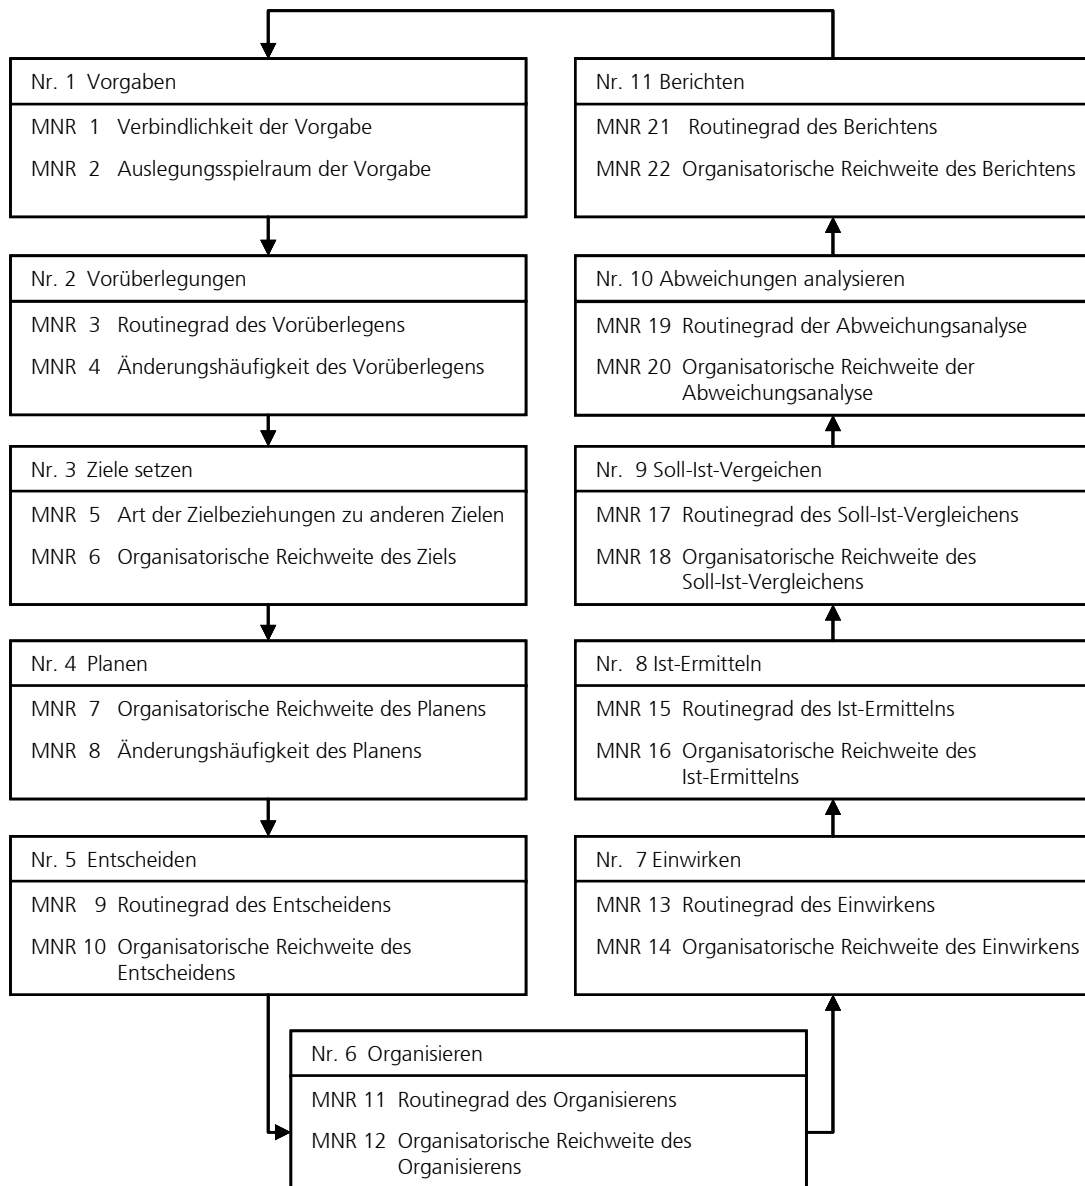 Nr. 1 Vorgaben
MNR 1 Verbindlichkeit der Vorgabe
MNR 2 Auslegungsspielraum der Vorgabe
Nr. 2 Vorüberlegungen
MNR 3 Routinegrad des Vorüberlegens
MNR 4 Änderungshäufigkeit des Vorüberlegens
Nr. 3 Ziele setzen
MNR 5 Art der Zielbeziehungen zu anderen Zielen
MNR 6 Organisatorische Reichweite des Ziels
Nr. 4 Planen
MNR 7 Organisatorische Reichweite des Planens
MNR 8 Änderungshäufigkeit des Planens
Nr. 5 Entscheiden
MNR 9 Routinegrad des Entscheidens
MNR 10 Organisatorische Reichweite des
Entscheidens
Nr. 6 Organisieren
MNR 11 Routinegrad des Organisierens
MNR 12 Organisatorische Reichweite des
Organisierens
Nr. 7 Einwirken
MNR 13 Routinegrad des Einwirkens
MNR 14 Organisatorische Reichweite des Einwirkens
Nr. 8 Ist-Ermitteln
MNR 15 Routinegrad des Ist-Ermittelns
MNR 16 Organisatorische Reichweite des
Ist-Ermittelns
Nr. 9 Soll-Ist-Vergeichen
MNR 17 Routinegrad des Soll-Ist-Vergleichens
MNR 18 Organisatorische Reichweite des
Soll-Ist-Vergleichens
Nr. 10 Abweichungen analysieren
MNR 19 Routinegrad der Abweichungsanalyse
MNR 20 Organisatorische Reichweite der
Abweichungsanalyse
Nr. 11 Berichten
MNR 21 Routinegrad des Berichtens
MNR 22 Organisatorische Reichweite des Berichtens